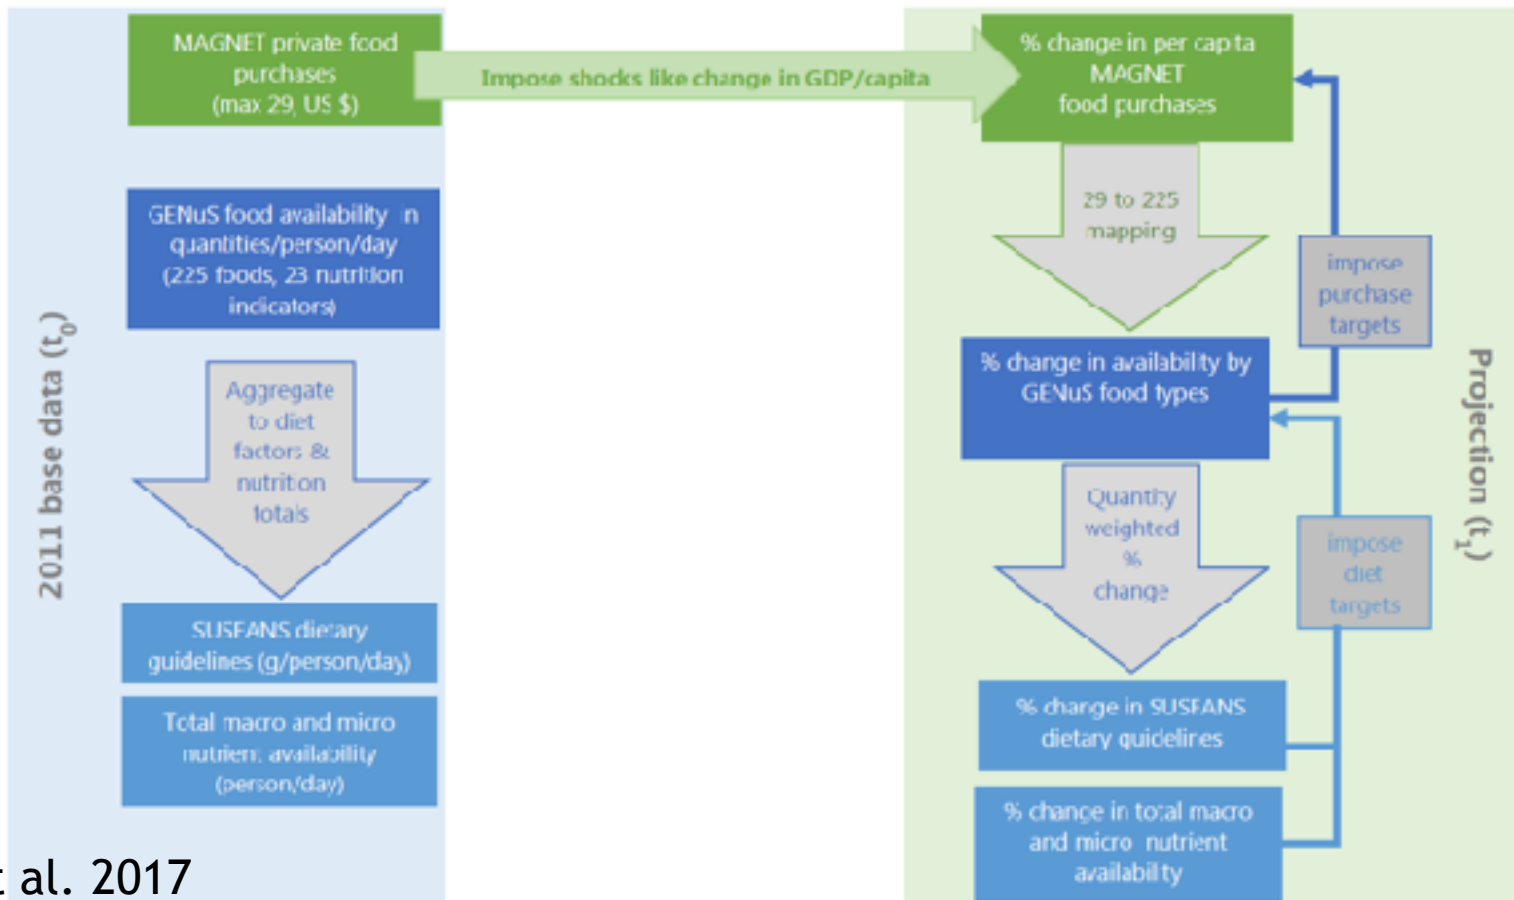 MAGNET private food
purchases
(max 29, US $)
Impose shocks like change in GDP/capita
% change in per capita
MAGNET
food purchases
GENuS food availability in
quantities/person/day
(225 foods, 23 nutrition
indicators)
29 to 225
mapping
impose
purchase
targets
2011 base data (t0)
Aggregate
to diet
factors &
nutrition
totals
% change in availability by
GENuS food types
Projection (t1)
Quantity
weighted
%
change
impose
diet
targets
SUSFANS dietary
guidelines (g/person/day)
Total macro and micro
nutrient availability
(person/day)
% change in SUSFANS
dietary guidelines
% change in total macro
and micro nutrient
availability
t al. 2017